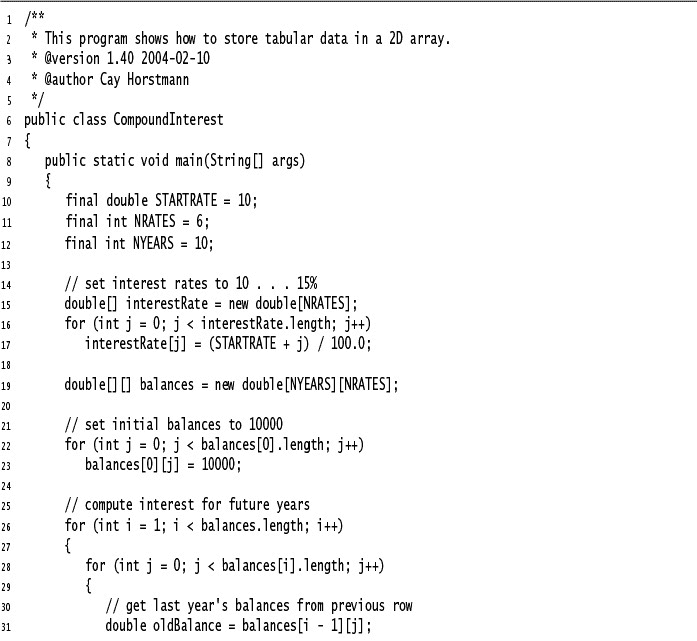 1 /**
2  * This program shows how to store tabular data in a 2D array.
3  * @version 1.40 2004-02-10
4  * @author Cay Horstmann
5  */
6 public class CompoundInterest
7 {
8    public static void main(String[] args)
9    {
10       final double STARTRATE = 10;
11       final int NRATES = 6;
12       final int NYEARS = 10;
13
14       // set interest rates to 10 . . . 15%
15       double[] interestRate = new double[NRATES];
16       for (int j = 0; j < interestRate.length; j++)
17          interestRate[j] = (STARTRATE + j) / 100.0;
18
19       double[][] balances = new double[NYEARS][NRATES];
20
21       // set initial balances to 10000
22       for (int j = 0; j < balances[0].length; j++)
23          balances[0][j] = 10000;
24
25       // compute interest for future years
26       for (int i = 1; i < balances.length; i++)
27       {
28          for (int j = 0; j < balances[i].length; j++)
29          {
30             // get last year's balances from previous row
31             double oldBalance = balances[i - 1][j];